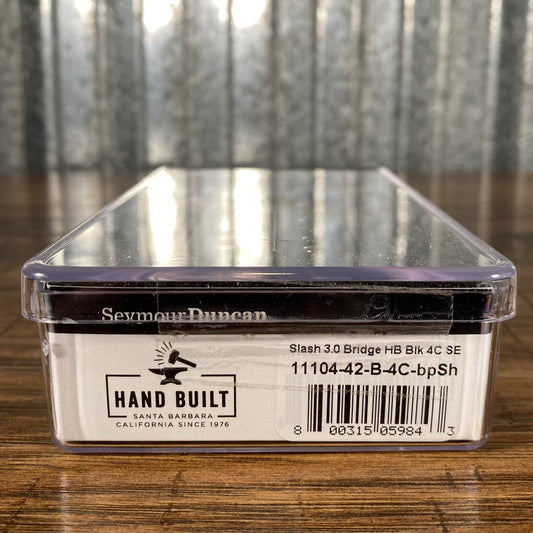 Seymour Duncan
HAND BUILT
SANTA BARBARA
CALIFORNIA SINCE 1976
Slash 3.0 Bridge HB Blk 4C SE
11104-42-B-4C-bpSh
8 00315 05984 3